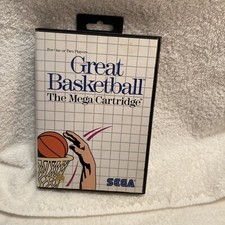 For One or Two Players
Great
Basketball
The Mega Cartridge
SEGA